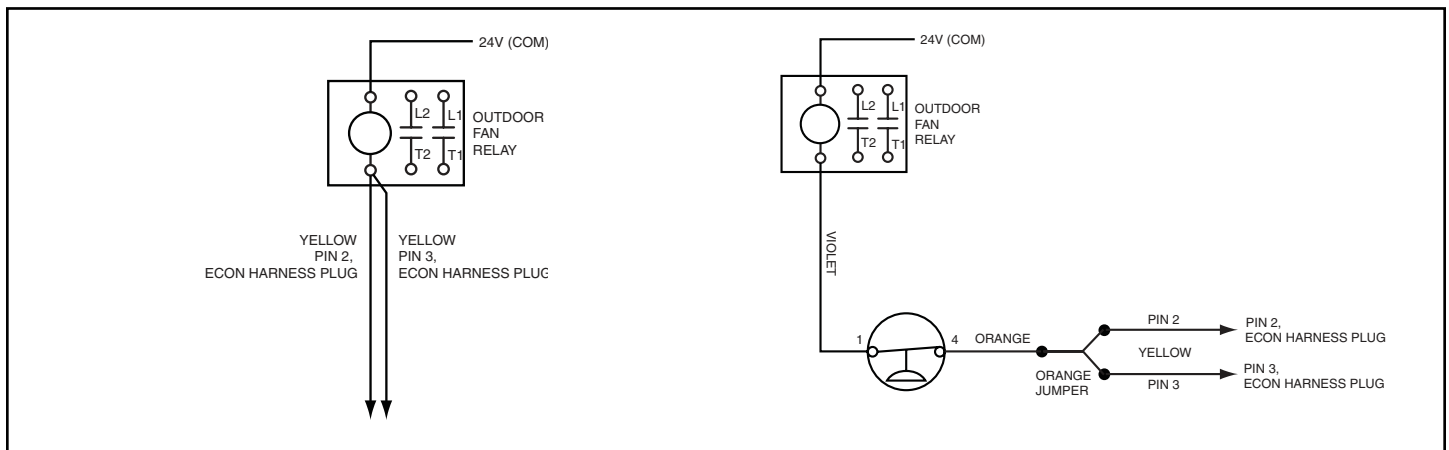 24V (COM)
L2
L1
T2
T1
OUTDOOR
FAN
RELAY
YELLOW
PIN 2,
ECON HARNESS PLUG
YELLOW
PIN 3,
ECON HARNESS PLUG
24V (COM)
L2
L1
T2
T1
OUTDOOR
FAN
RELAY
VIOLET
1
4
ORANGE
ORANGE
JUMPER
PIN 2
YELLOW
PIN 3
PIN 2,
ECON HARNESS PLUG
PIN 3,
ECON HARNESS PLUG